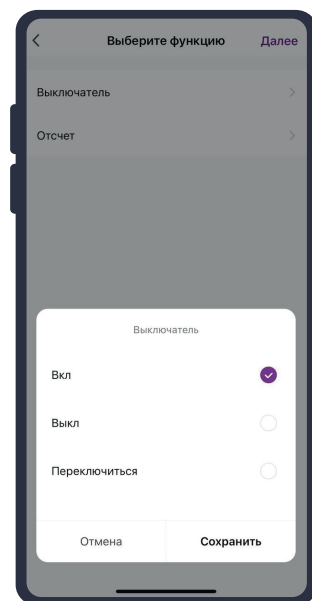 Выберите функцию Далее
Выключатель
Отсчет
Выключатель
Вкл
Выкл
Переключиться
Отмена Сохранить